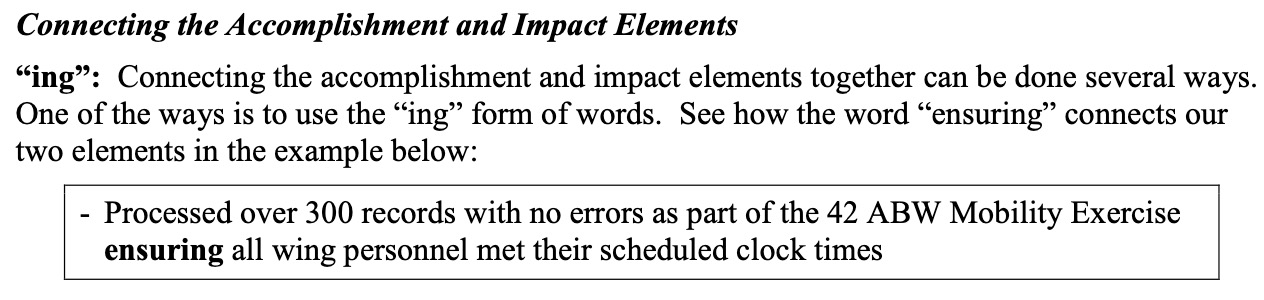 Connecting the Accomplishment and Impact Elements
“ing”:  Connecting the accomplishment and impact elements together can be done several ways.
One of the ways is to use the “ing” form of words.  See how the word “ensuring” connects our
two elements in the example below:
- Processed over 300 records with no errors as part of the 42 ABW Mobility Exercise
ensuring all wing personnel met their scheduled clock times